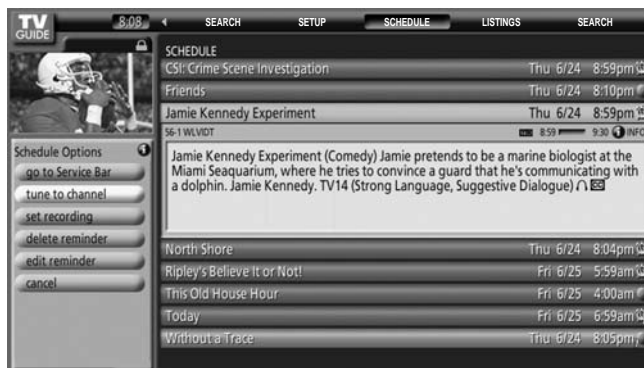 TV
GUIDE
8:08
SEARCH
SETUP
SCHEDULE
LISTINGS
SEARCH
SCHEDULE
CSI: Crime Scene Investigation Thu 6/24 8:59pm
Friends Thu 6/24 8:10pm
Jamie Kennedy Experiment Thu 6/24 8:59pm
56-1 WLVIDT 8:59 9:30 INFO
Jamie Kennedy Experiment (Comedy) Jamie pretends to be a marine biologist at the
Miami Seaquarium, where he tries to convince a guard that he's communicating with
a dolphin. Jamie Kennedy. TV14 (Strong Language, Suggestive Dialogue)
North Shore Thu 6/24 8:04pm
Ripley's Believe It or Not! Fri 6/25 5:59am
This Old House Hour Fri 6/25 4:00am
Today Fri 6/25 6:59am
Without a Trace Thu 6/24 8:05pm
Schedule Options
go to Service Bar
tune to channel
set recording
delete reminder
edit reminder
cancel